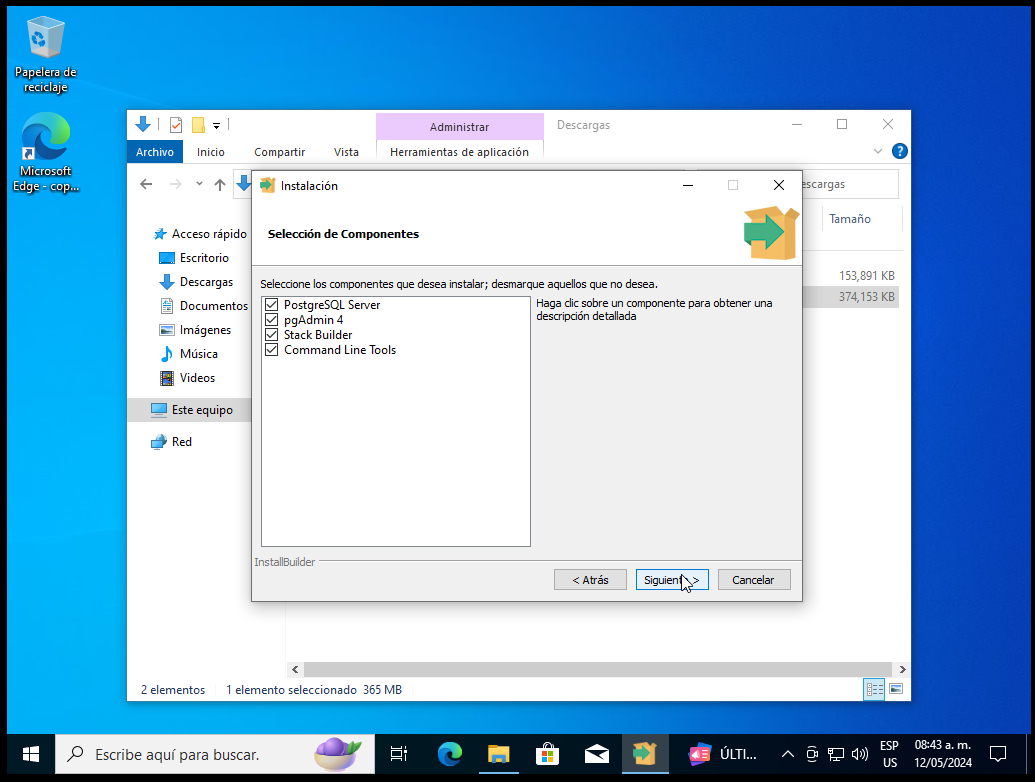 Papelera de
reciclaje
Microsoft
Edge - cop...
Administrar
Descargas
Archivo
Inicio
Compartir
Vista
Herramientas de aplicación
?
Instalación
escargas
Selección de Componentes
Tamaño
Acceso rápido
Escritorio
Descargas
Documentos
Imágenes
Música
Videos
Este equipo
Red
153,891 KB
374,153 KB
Seleccione los componentes que desea instalar; desmarque aquellos que no desea.
PostgreSQL Server
pgAdmin 4
Stack Builder
Command Line Tools
Haga clic sobre un componente para obtener una
descripción detallada
InstallBuilder
< Atrás
Siguiente >
Cancelar
2 elementos
1 elemento seleccionado 365 MB
Escribe aquí para buscar.
ÚLTI...
ESP
US
08:43 a. m.
12/05/2024